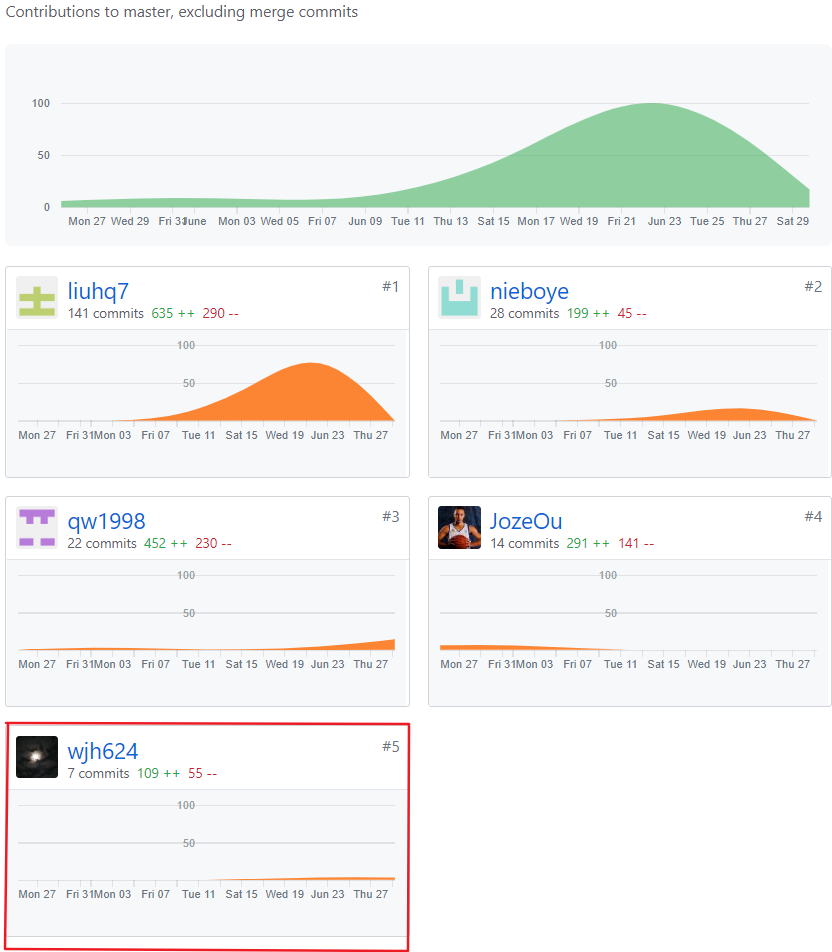 Contributions to master, excluding merge commits
100
50
0
Mon 27 Wed 29 Fri 31 June Mon 03 Wed 05 Fri 07 Jun 09 Tue 11 Thu 13 Sat 15 Mon 17 Wed 19 Fri 21 Jun 23 Tue 25 Thu 27 Sat 29
liuhq7 #1
141 commits 635 ++ 290 --
100
50
Mon 27 Fri 31 Mon 03 Fri 07 Tue 11 Sat 15 Wed 19 Jun 23 Thu 27
nieboye #2
28 commits 199 ++ 45 --
100
50
Mon 27 Fri 31 Mon 03 Fri 07 Tue 11 Sat 15 Wed 19 Jun 23 Thu 27
qw1998 #3
22 commits 452 ++ 230 --
100
50
Mon 27 Fri 31 Mon 03 Fri 07 Tue 11 Sat 15 Wed 19 Jun 23 Thu 27
JozeOu #4
14 commits 291 ++ 141 --
100
50
Mon 27 Fri 31 Mon 03 Fri 07 Tue 11 Sat 15 Wed 19 Jun 23 Thu 27
wjh624 #5
7 commits 109 ++ 55 --
100
50
Mon 27 Fri 31 Mon 03 Fri 07 Tue 11 Sat 15 Wed 19 Jun 23 Thu 27